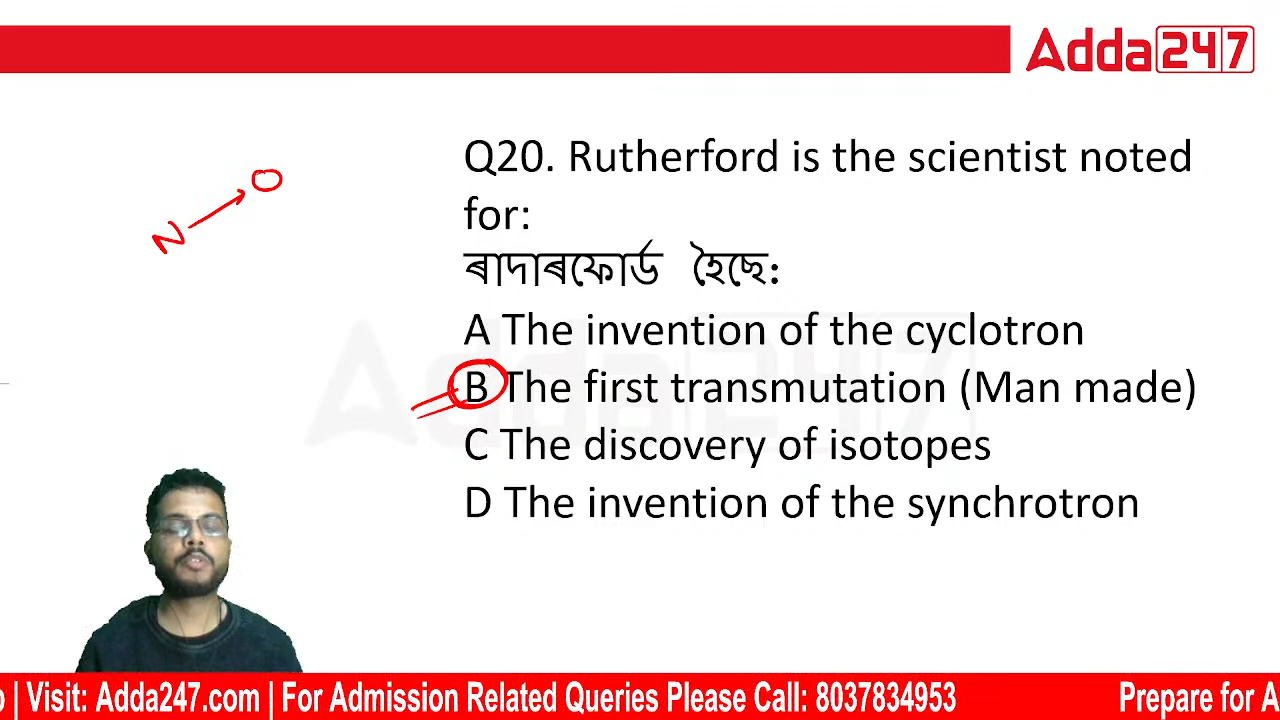 Adda247
Q20. Rutherford is the scientist noted
for:
ৰাদাৰফোৰ্ড হৈছে:
A The invention of the cyclotron
B The first transmutation (Man made)
C The discovery of isotopes
D The invention of the synchrotron
N → O
Adda247
| Visit: Adda247.com | For Admission Related Queries Please Call: 8037834953 Prepare for A